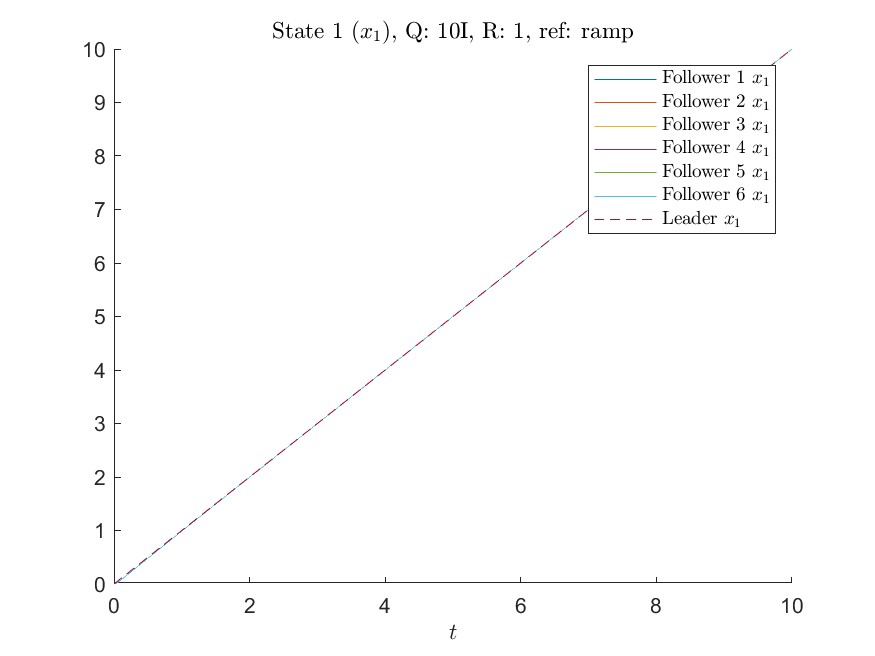 State 1 (x₁), Q: 10I, R: 1, ref: ramp
10
9
8
7
6
5
4
3
2
1
0
Follower 1 x₁
Follower 2 x₁
Follower 3 x₁
Follower 4 x₁
Follower 5 x₁
Follower 6 x₁
Leader x₁
0 2 4 6 8 10
t